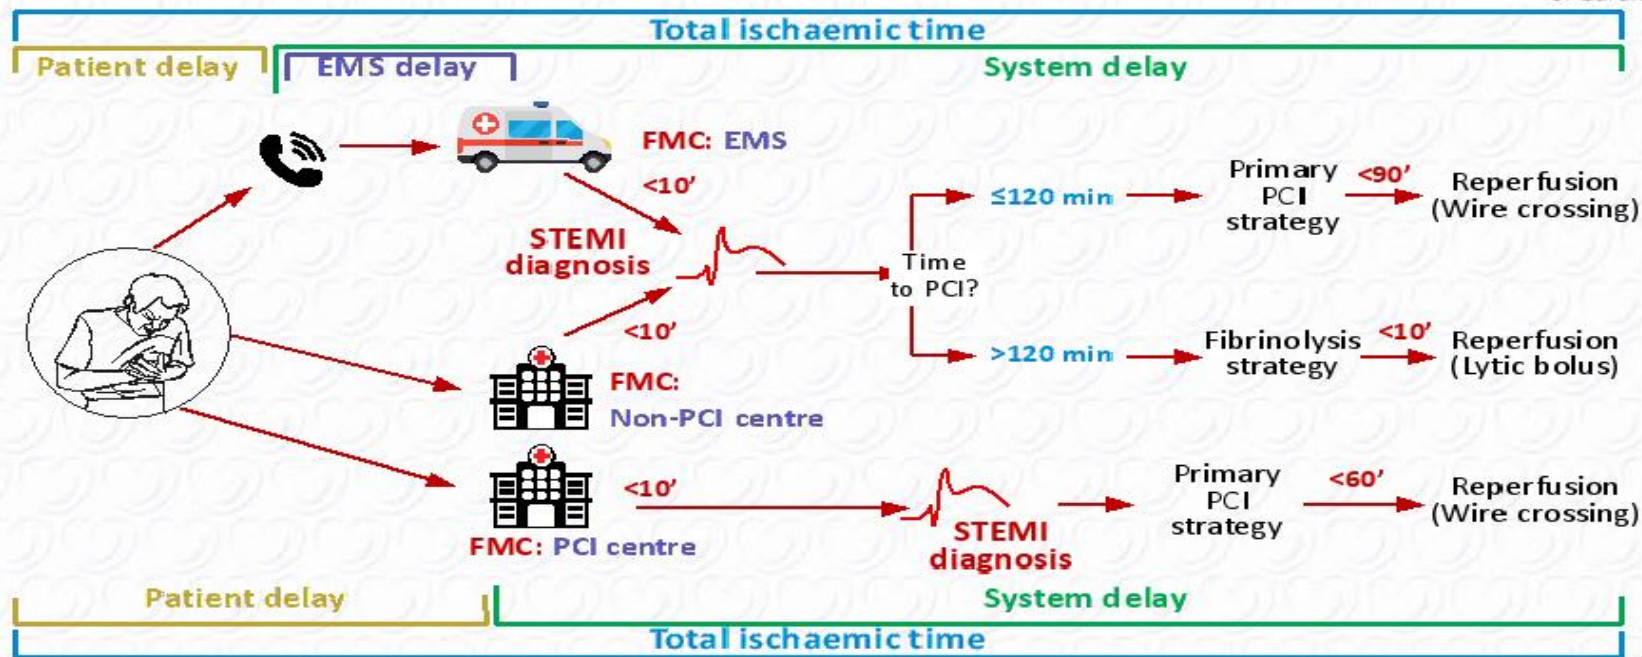 Total ischaemic time
Patient delay
EMS delay
System delay
FMC: EMS
<10’
STEMI
diagnosis
<10’
FMC:
Non-PCI centre
Time
to PCI?
≤120 min
Primary
PCI
strategy
<90’
Reperfusion
(Wire crossing)
>120 min
Fibrinolysis
strategy
<10’
Reperfusion
(Lytic bolus)
<10’
FMC: PCI centre
STEMI
diagnosis
Primary
PCI
strategy
<60’
Reperfusion
(Wire crossing)
Patient delay
System delay
Total ischaemic time